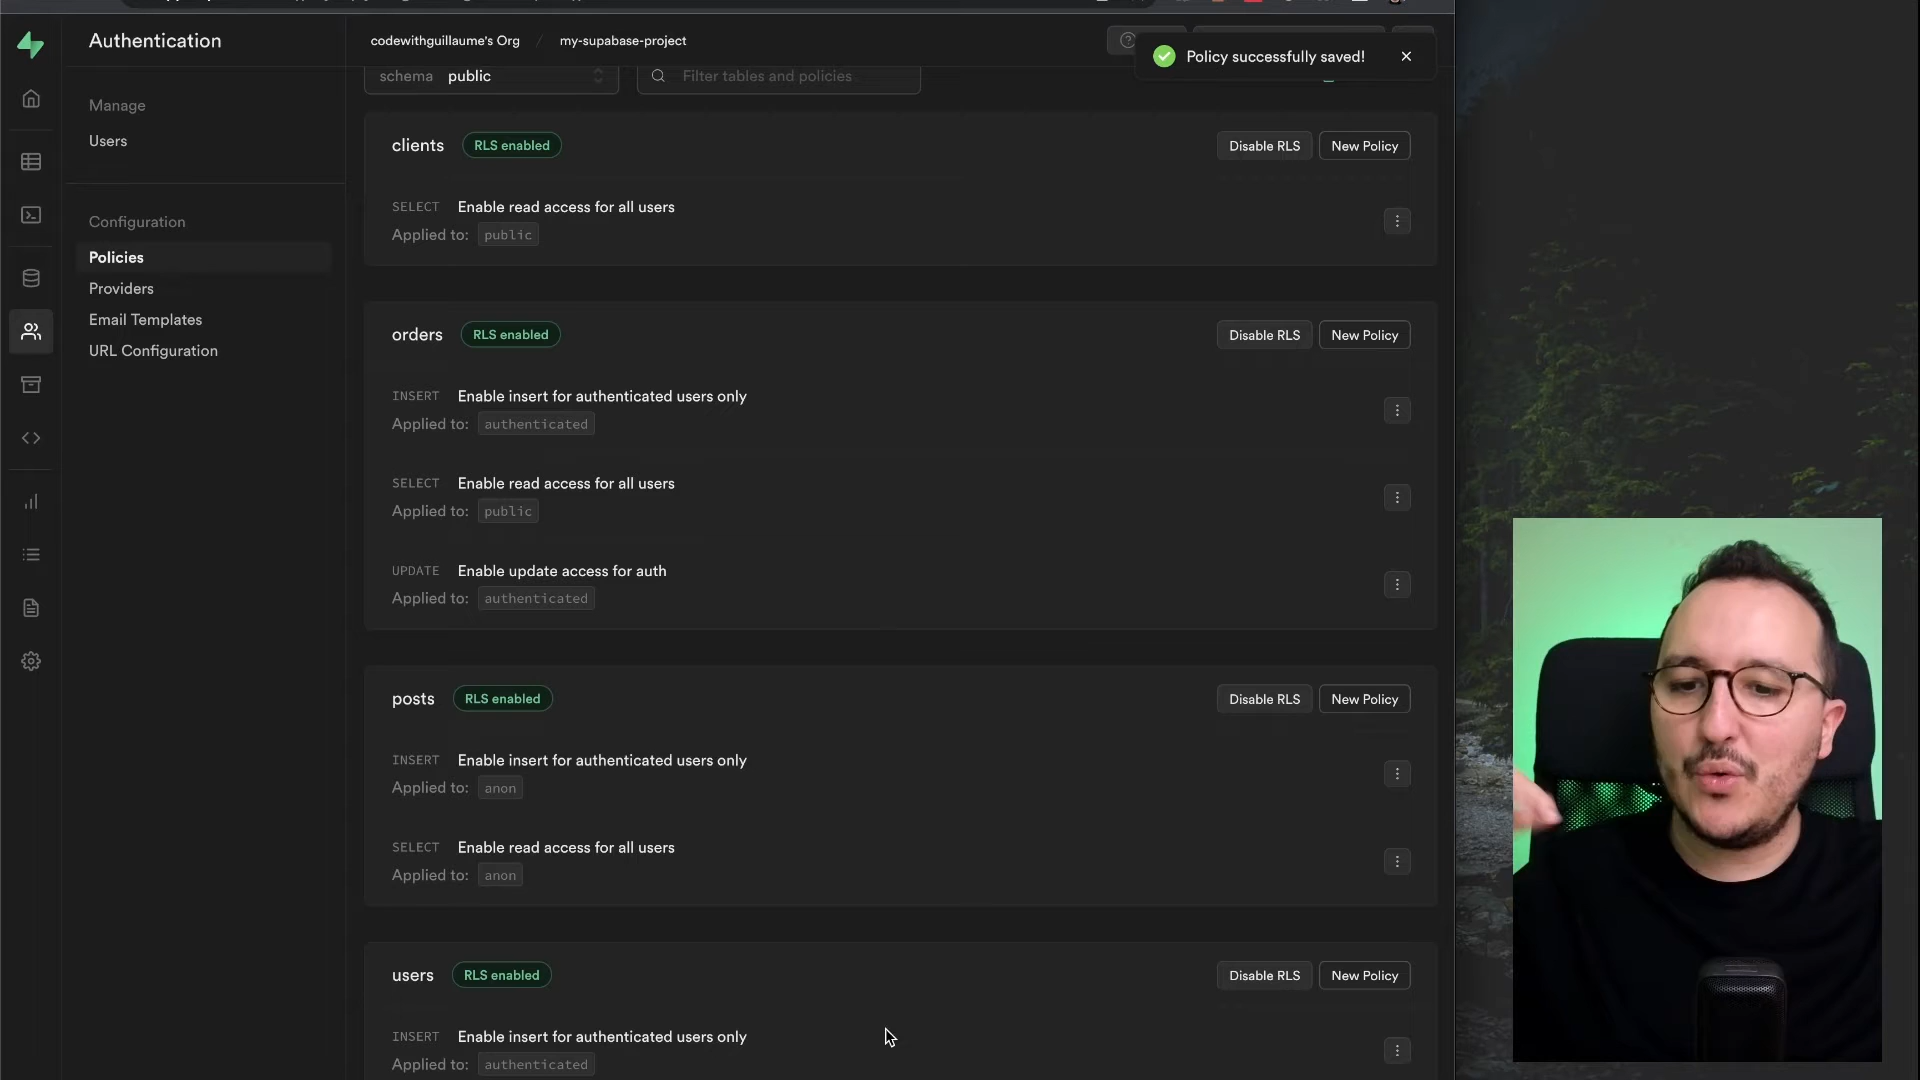 Authentication
codewithguillaume's Org / my-supabase-project
Policy successfully saved!
Manage
Users
Configuration
Policies
Providers
Email Templates
URL Configuration
schema public
Filter tables and policies
clients RLS enabled Disable RLS New Policy
SELECT Enable read access for all users
Applied to: public
orders RLS enabled Disable RLS New Policy
INSERT Enable insert for authenticated users only
Applied to: authenticated
SELECT Enable read access for all users
Applied to: public
UPDATE Enable update access for auth
Applied to: authenticated
posts RLS enabled Disable RLS New Policy
INSERT Enable insert for authenticated users only
Applied to: anon
SELECT Enable read access for all users
Applied to: anon
users RLS enabled Disable RLS New Policy
INSERT Enable insert for authenticated users only
Applied to: authenticated